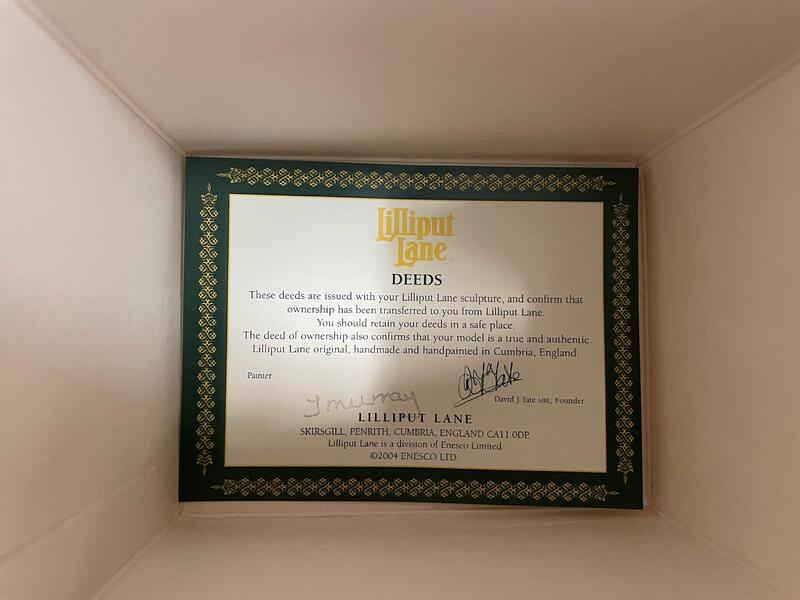 Lilliput
Lane™
DEEDS
These deeds are issued with your Lilliput Lane sculpture, and confirm that
ownership has been transferred to you from Lilliput Lane.
You should retain your deeds in a safe place.
The deed of ownership also confirms that your model is a true and authentic
Lilliput Lane original, handmade and handpainted in Cumbria, England.
Painter
J murray
David J Tate MBE, Founder
LILLIPUT LANE
SKIRSGILL, PENRITH, CUMBRIA, ENGLAND CA11 0DP.
Lilliput Lane is a division of Enesco Limited
©2004 ENESCO LTD.